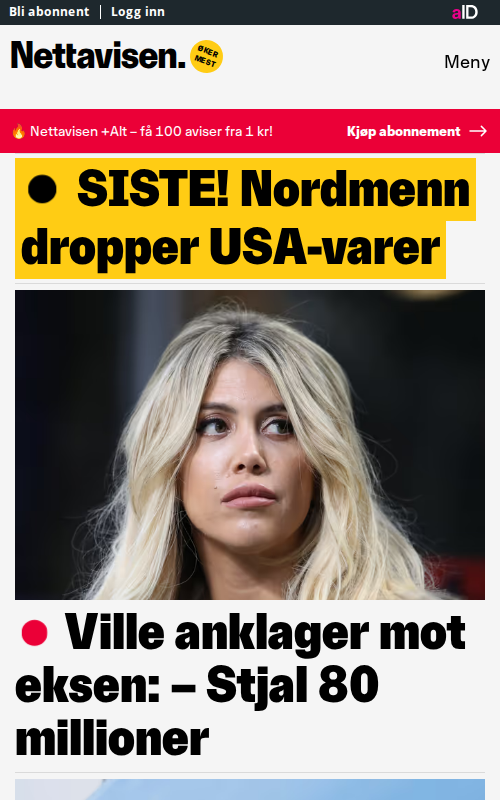 Bli abonnent
Logg inn
aID
Nettavisen.
ØKER
MEST
Meny
🔥 Nettavisen +Alt – få 100 aviser fra 1 kr!
Kjøp abonnement →
SISTE! Nordmenn
dropper USA-varer
Ville anklager mot
eksen: – Stjal 80
millioner